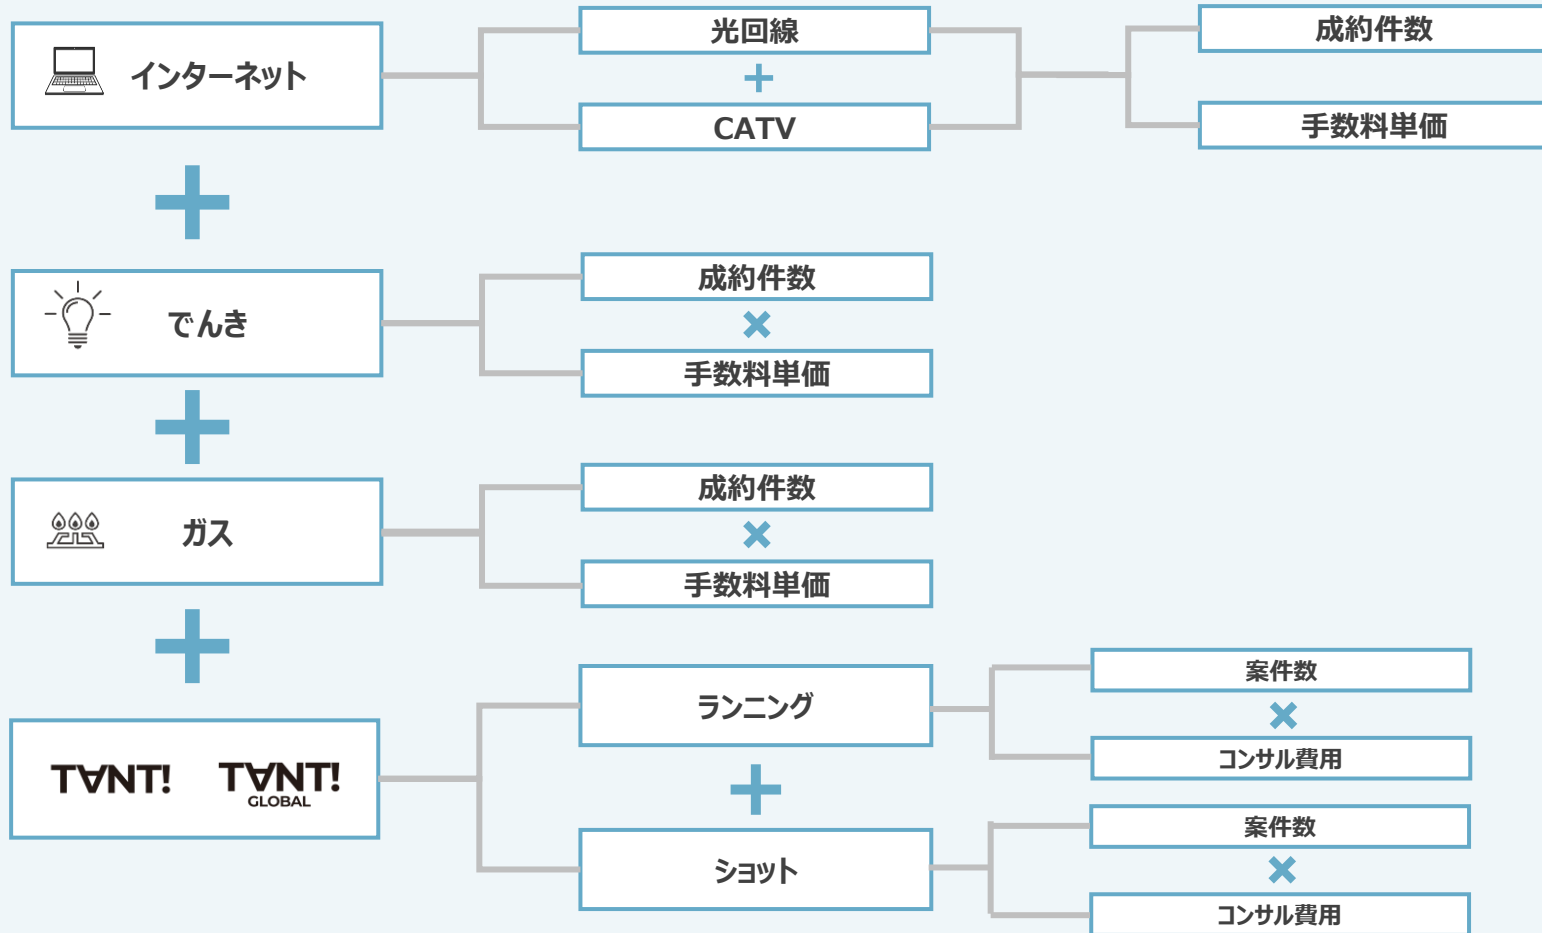 インターネット
光回線
+
CATV
成約件数
手数料単価
+
でんき
成約件数
×
手数料単価
+
ガス
成約件数
×
手数料単価
+
T∀NT!
T∀NT!
GLOBAL
ランニング
+
ショット
案件数
×
コンサル費用
案件数
×
コンサル費用